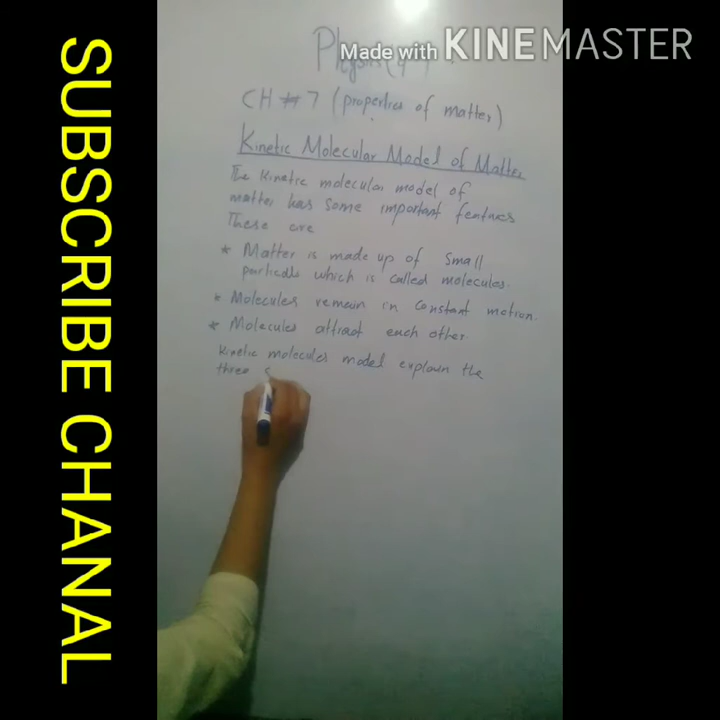 SUBSCRIBE CHANAL
Made with KINEMASTER
CH # 7 (properties of matter)
Kinetic Molecular Model of Matter
The Kinetic molecular model of
matter has some important features
These are
* Matter is made up of small
which is called molecules.
* Molecules remain in constant motion.
* Molecules attract each other.
Kinetic molecules model explain the
three s